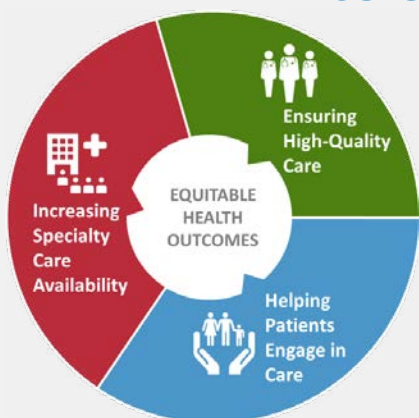 Ensuring
High-Quality
Care
Increasing
Specialty
Care
Availability
EQUITABLE
HEALTH
OUTCOMES
Helping
Patients
Engage in
Care